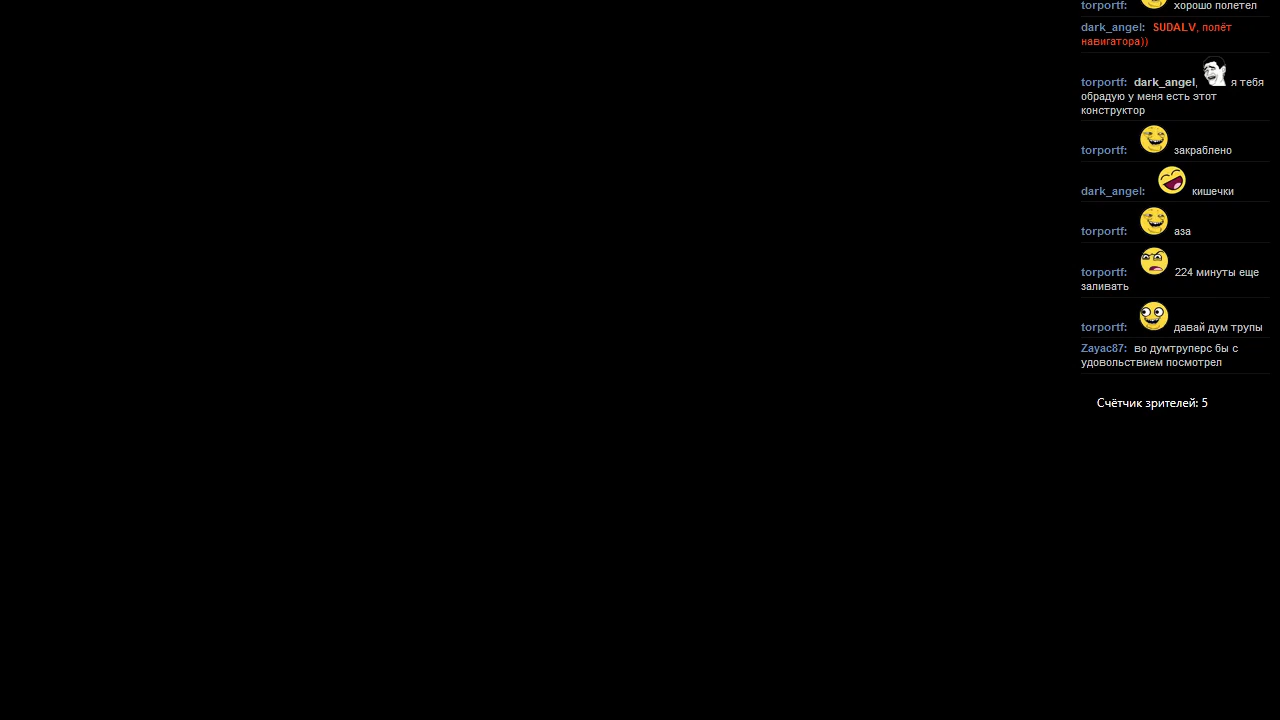 torportf: хорошо полетел
dark_angel: SUDALV, полёт
навигатора))
torportf: dark_angel, я тебя
обрадую у меня есть этот
конструктор
torportf: закраблено
dark_angel: кишечки
torportf: аза
torportf: 224 минуты еще
заливать
torportf: давай дум трупы
Zayac87: во думтруперс бы с
удовольствием посмотрел
Счётчик зрителей: 5